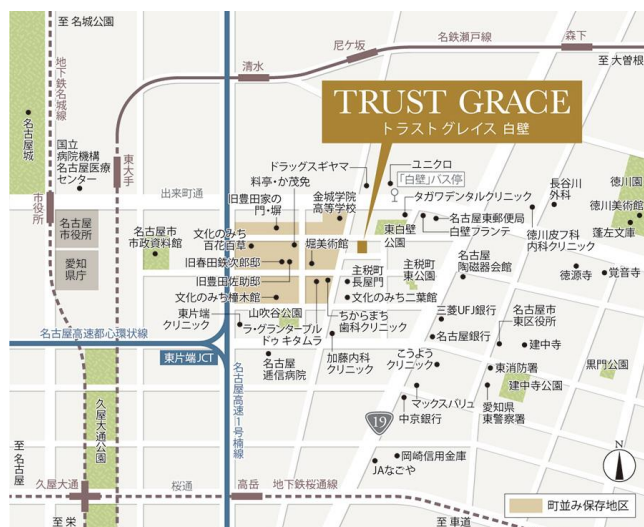 至 名城公園
地下鉄名城線
名古屋城
国立
病院機構
名古屋医療
センター
市役所
名古屋
市役所
愛知
県庁
東大手
清水
尼ケ坂
名鉄瀬戸線
森下
至 大曽根
TRUST GRACE
トラスト グレイス 白壁
出来町通
名古屋市
市政資料館
ドラッグスギヤマ
料亭・か茂免
旧豊田家の
門・塀
金城学院
高等学校
ユニクロ
「白壁」バス停
タガワデンタルクリニック
文化のみち
百花百草
堀美術館
旧春田鉄次郎邸
旧豊田佐助邸
文化のみち橦木館
東白壁
公園
名古屋東郵便局
白壁ブランチ
長谷川
外科
徳川園
徳川美術館
蓬左文庫
徳川皮フ科
内科クリニック
徳源寺
覚音寺
主税町
長屋門
主税町
東公園
名古屋
陶磁器会館
文化のみち二葉館
東片端
クリニック
山吹谷公園
ラ・グランターブル
ドゥ キタムラ
ちからまち
歯科クリニック
加藤内科
クリニック
三菱UFJ銀行
名古屋銀行
名古屋市
東区役所
建中寺
黒門公園
こうよう
クリニック
東消防署
建中寺公園
名古屋高速都心環状線
東片端JCT
名古屋高速1号楠線
名古屋
逓信病院
マックスバリュ
中京銀行
愛知県
東警察署
19
久屋大通公園
岡崎信用金庫
JAなごや
N
至 名古屋
久屋大通
桜通
高岳
地下鉄桜通線
至 栄
至 車道
町並み保存地区